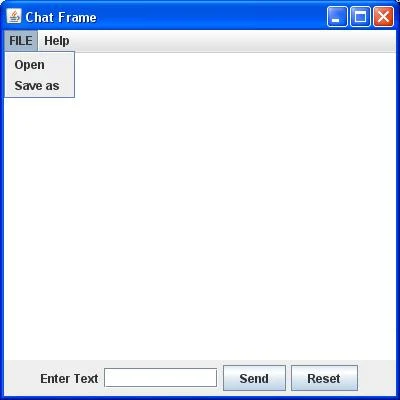 Chat Frame
FILE Help
Open
Save as
Enter Text Send Reset